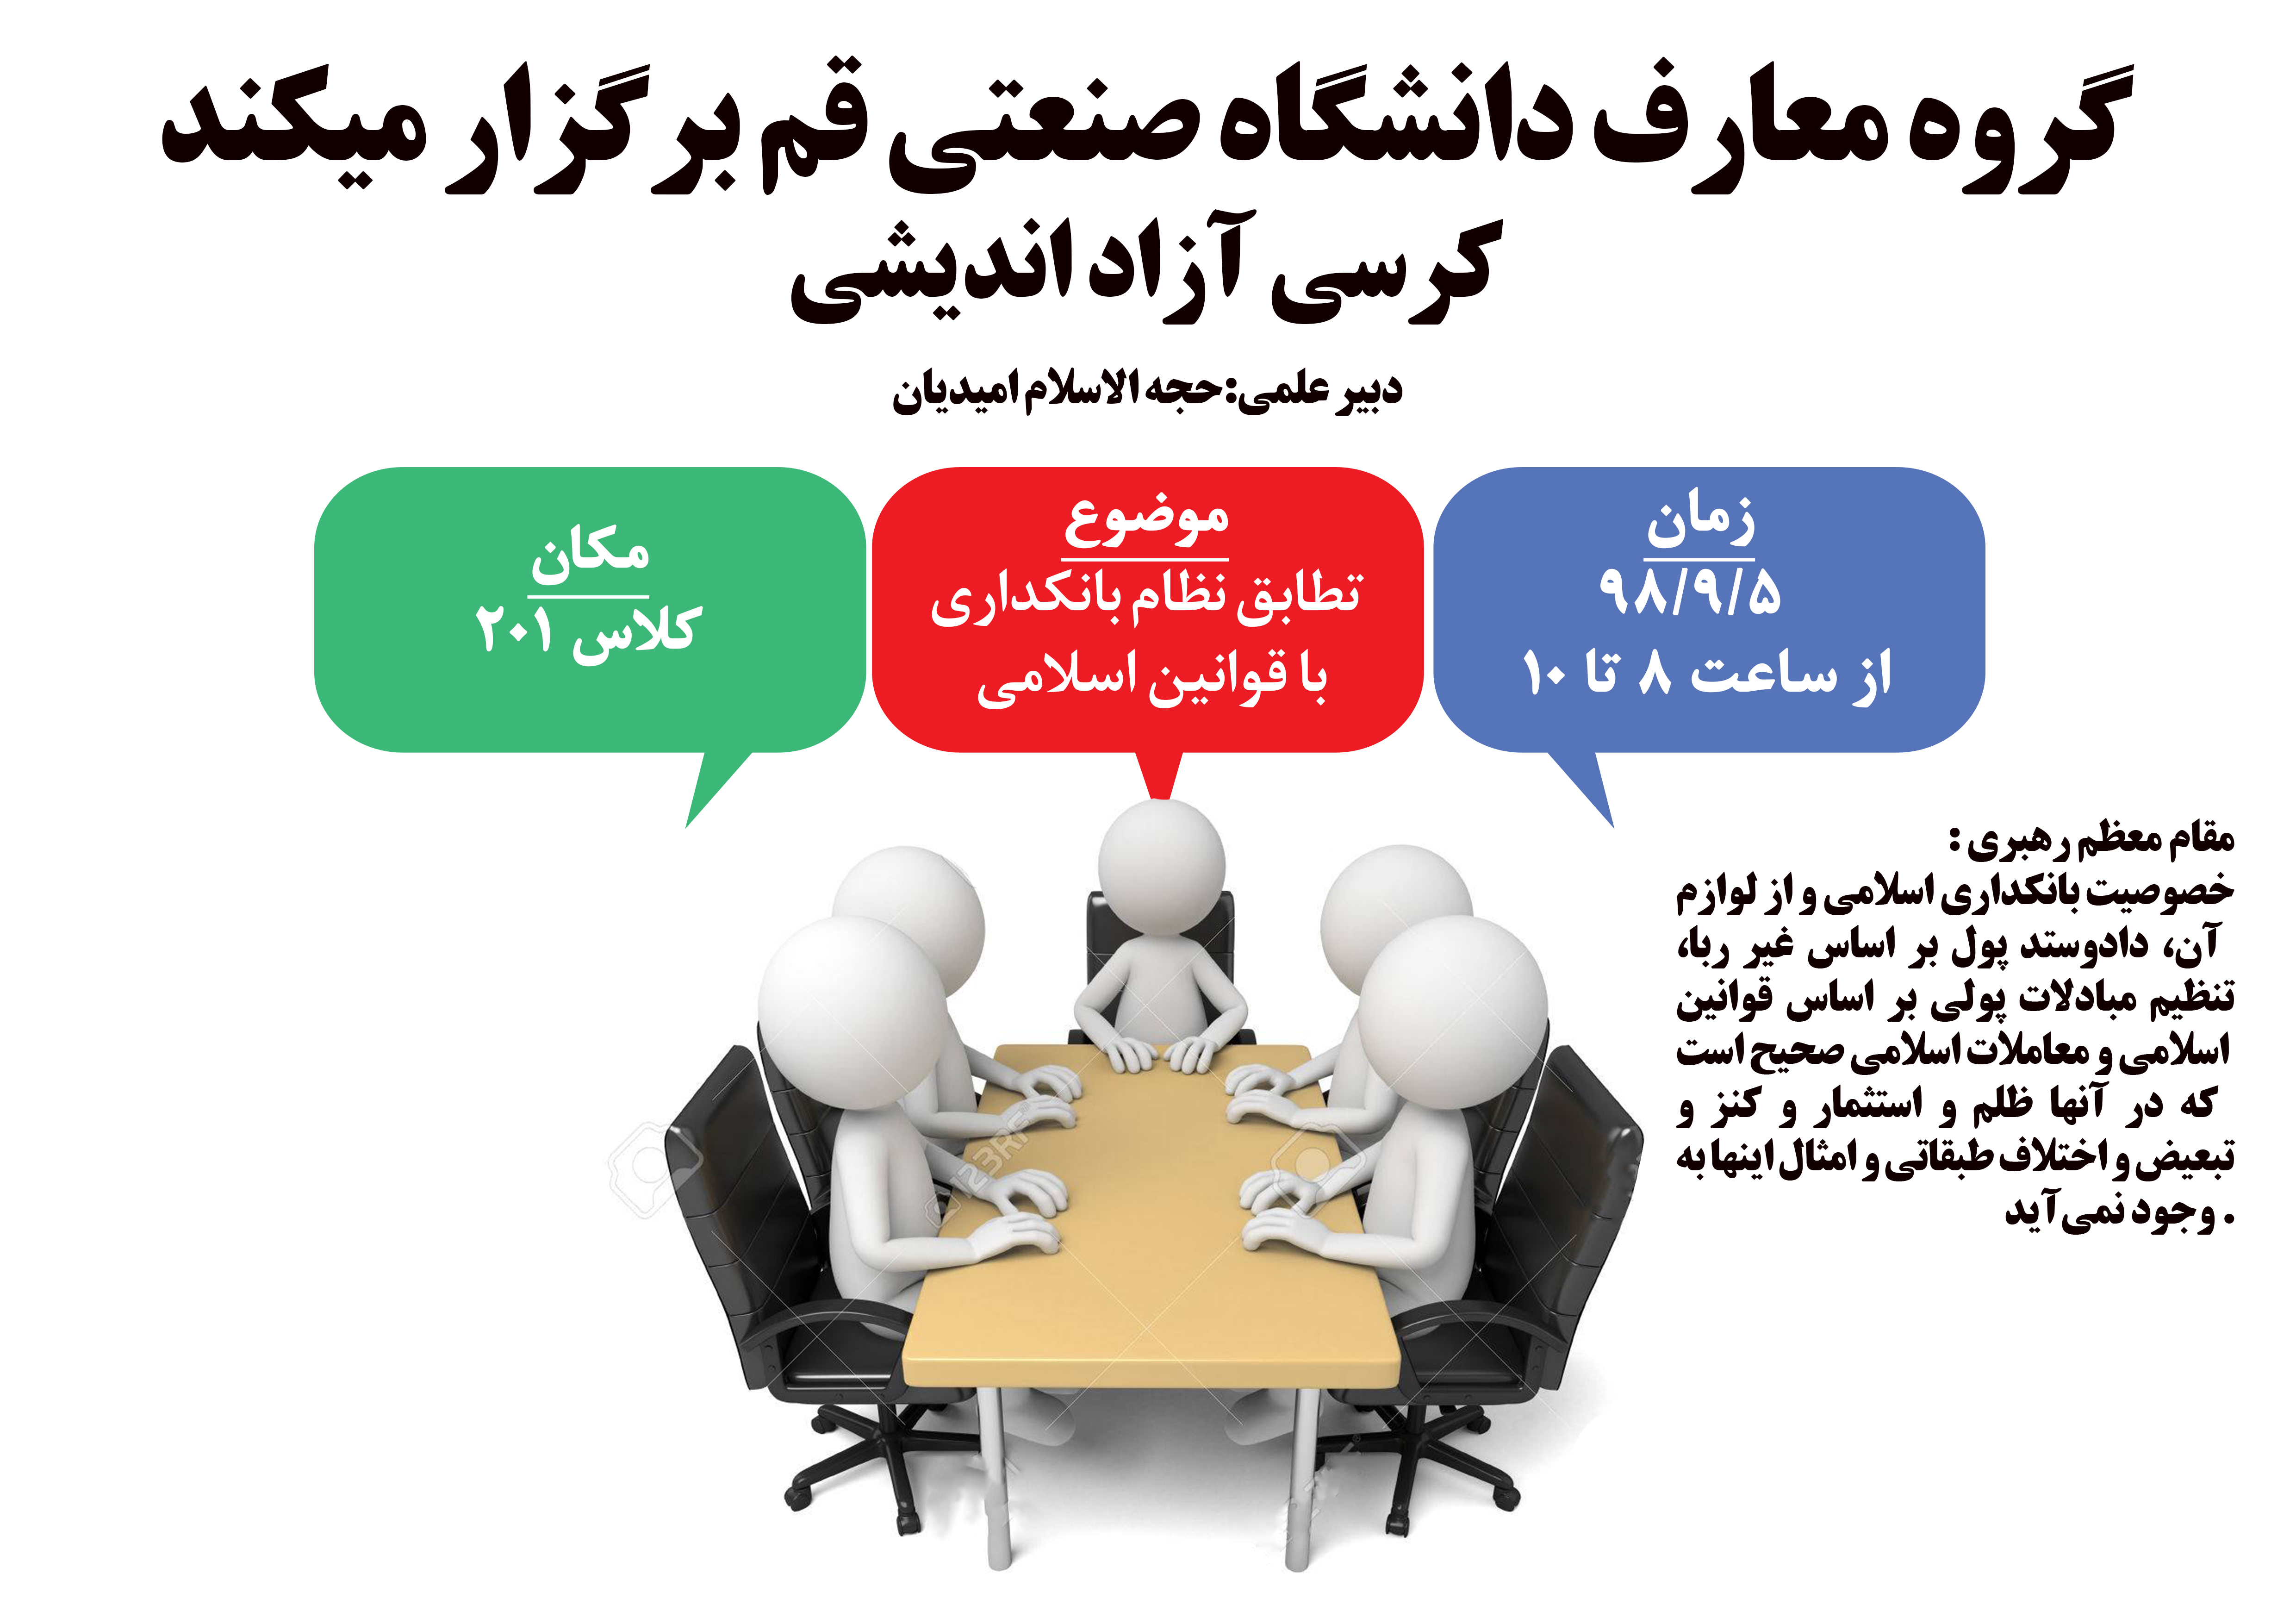 گروه معارف دانشگاه صنعتی قم برگزار میکند
کرسی آزاد اندیشی
دبیر علمی:حجه الاسلام امیدیان
زمان
۹۸/۹/۵
از ساعت ۸ تا ۱۰
موضوع
تطابق نظام بانکداری
با قوانین اسلامی
مکان
کلاس ۲۰۱
مقام معظم رهبری :
خصوصیت بانکداری اسلامی و از لوازم
آن، دادوستد پول بر اساس غیر ربا،
تنظیم مبادلات پولی بر اساس قوانین
اسلامی و معاملات اسلامی صحیح است
که در آنها ظلم و استثمار و کنز و
تبعیض و اختلاف طبقاتی و امثال اینها به
. وجود نمی‌آید
123RF